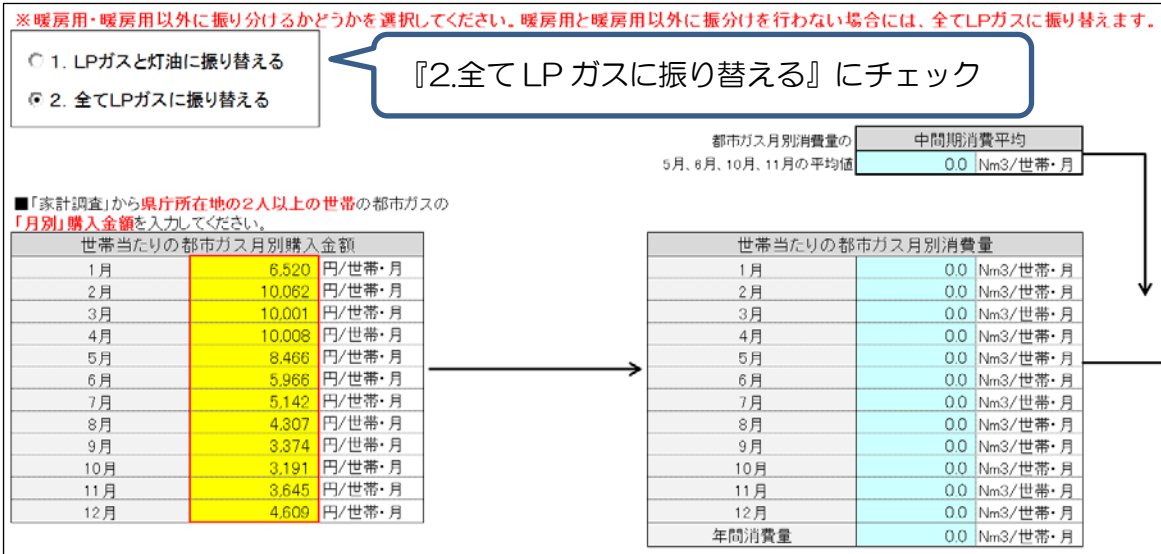 ※暖房用・暖房用以外に振り分けるかどうかを選択してください。暖房用と暖房用以外に振分けを行わない場合には、全てLPガスに振り替えます。
1. LPガスと灯油に振り替える
2. 全てLPガスに振り替える
『2.全てLPガスに振り替える』にチェック
都市ガス月別消費量の 中間期消費平均
5月、6月、10月、11月の平均値 0.0 Nm3/世帯・月
■「家計調査」から県庁所在地の2人以上の世帯の都市ガスの
「月別」購入金額を入力してください。
世帯当たりの都市ガス月別購入金額
1月 6,520 円/世帯・月
2月 10,062 円/世帯・月
3月 10,001 円/世帯・月
4月 10,008 円/世帯・月
5月 8,466 円/世帯・月
6月 5,966 円/世帯・月
7月 5,142 円/世帯・月
8月 4,307 円/世帯・月
9月 3,374 円/世帯・月
10月 3,191 円/世帯・月
11月 3,645 円/世帯・月
12月 4,609 円/世帯・月
世帯当たりの都市ガス月別消費量
1月 0.0 Nm3/世帯・月
2月 0.0 Nm3/世帯・月
3月 0.0 Nm3/世帯・月
4月 0.0 Nm3/世帯・月
5月 0.0 Nm3/世帯・月
6月 0.0 Nm3/世帯・月
7月 0.0 Nm3/世帯・月
8月 0.0 Nm3/世帯・月
9月 0.0 Nm3/世帯・月
10月 0.0 Nm3/世帯・月
11月 0.0 Nm3/世帯・月
12月 0.0 Nm3/世帯・月
年間消費量 0.0 Nm3/世帯・月